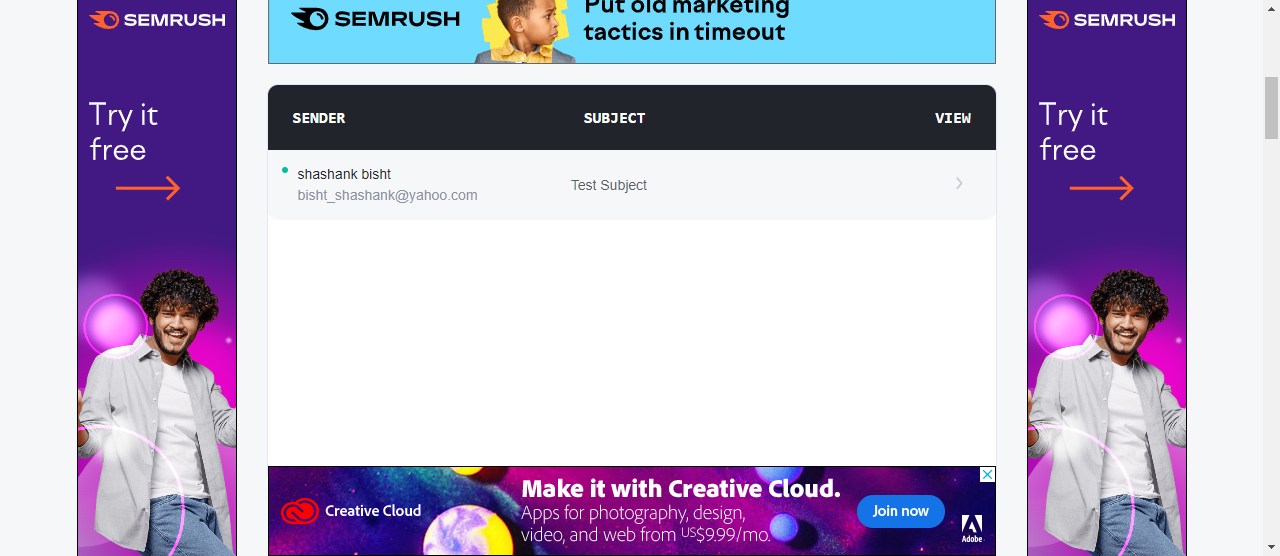 SEMRUSH
Try it
free
SEMRUSH
Put old marketing
tactics in timeout
SENDER SUBJECT VIEW
shashank bisht
bisht_shashank@yahoo.com
Test Subject
Creative Cloud
Make it with Creative Cloud.
Apps for photography, design,
video, and web from US$9.99/mo.
Join now
Adobe
SEMRUSH
Try it
free